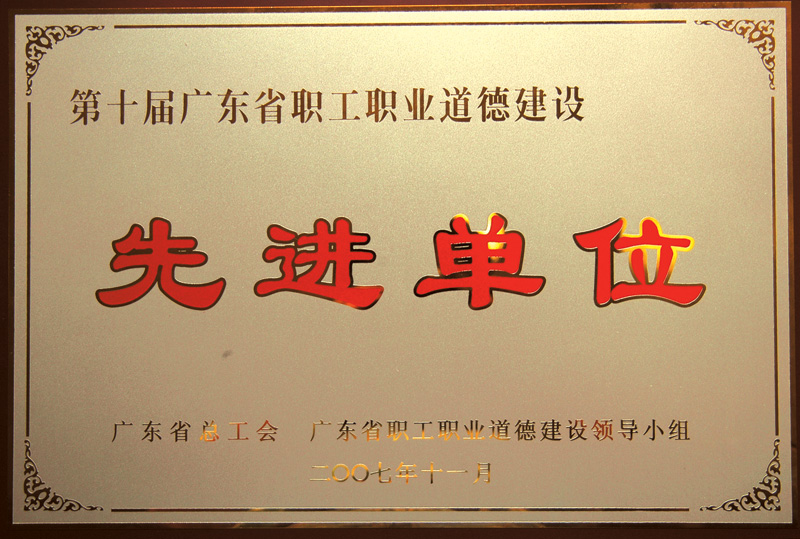 第十届广东省职工职业道德建设
先进单位
广东省总工会 广东省职工职业道德建设领导小组
二〇〇七年十一月